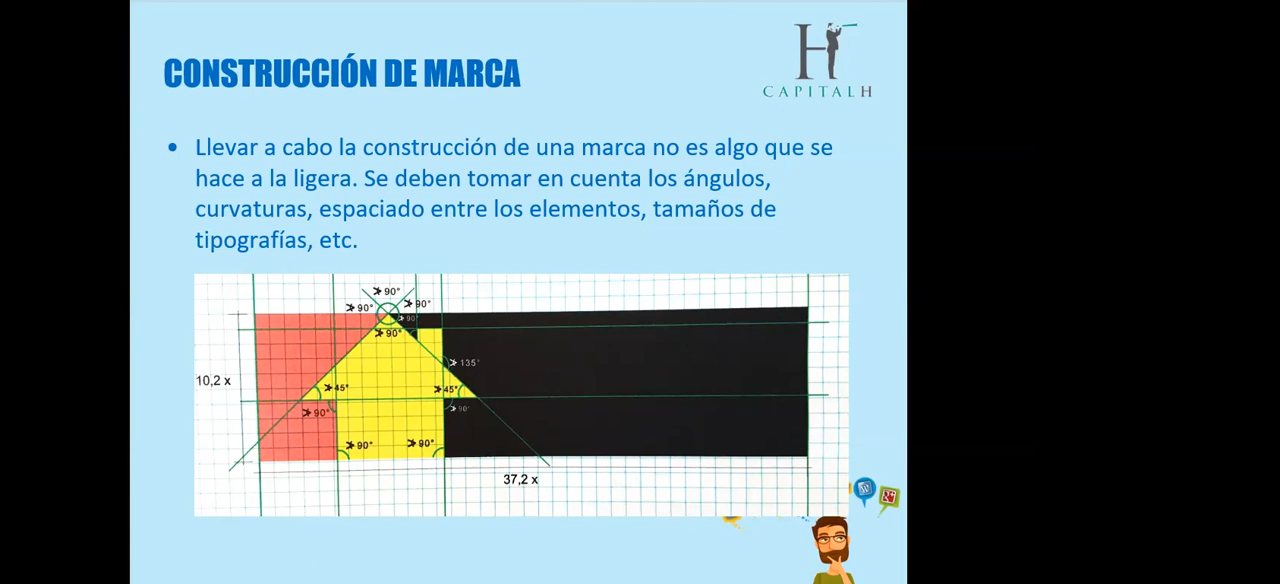 CONSTRUCCIÓN DE MARCA
H
CAPITALH
• Llevar a cabo la construcción de una marca no es algo que se
hace a la ligera. Se deben tomar en cuenta los ángulos,
curvaturas, espaciado entre los elementos, tamaños de
tipografías, etc.
90°
90°
90°
90°
90°
135°
10,2 x
45°
45°
90°
90°
90°
90°
37,2 x